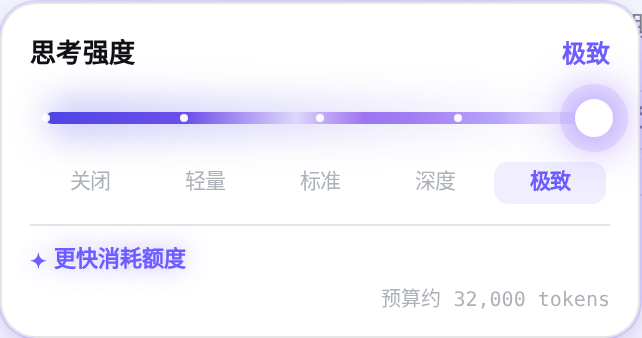 思考强度 极致
关闭 轻量 标准 深度 极致
更快消耗额度
预算约 32,000 tokens